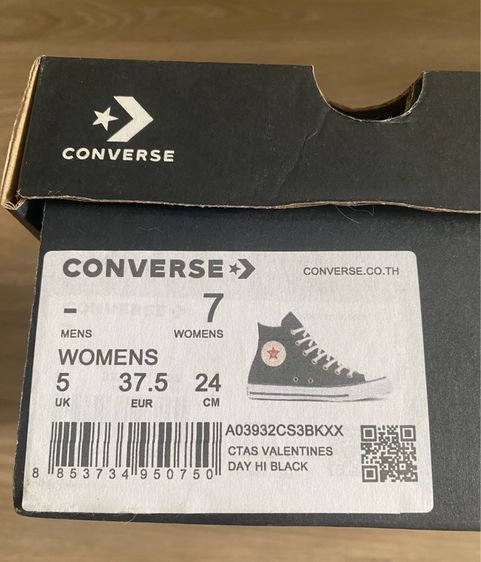 CONVERSE
CONVERSE
CONVERSE.CO.TH
- 7
MENS WOMENS
WOMENS
5 37.5 24
UK EUR CM
A03932CS3BKXX
CTAS VALENTINES
DAY HI BLACK
8 853734 950750